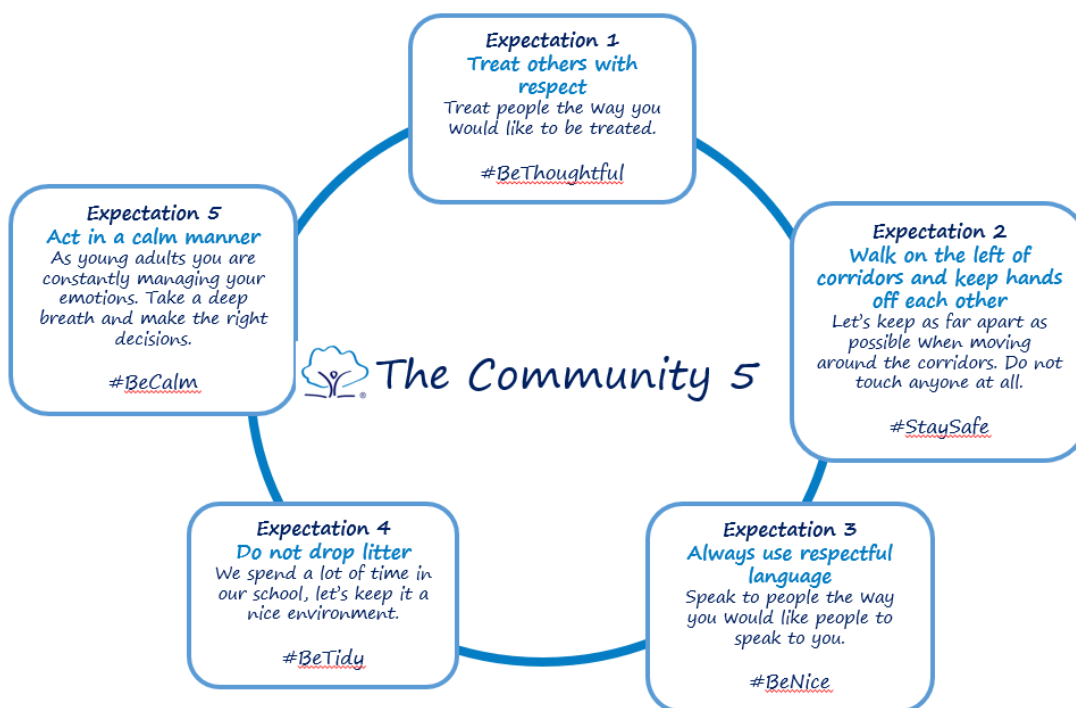 Expectation 1
Treat others with
respect
Treat people the way you
would like to be treated.
#BeThoughtful
Expectation 2
Walk on the left of
corridors and keep hands
off each other
Let's keep as far apart as
possible when moving
around the corridors. Do not
touch anyone at all.
#StaySafe
Expectation 3
Always use respectful
language
Speak to people the way
you would like people to
speak to you.
#BeNice
Expectation 4
Do not drop litter
We spend a lot of time in
our school, let's keep it a
nice environment.
#BeTidy
Expectation 5
Act in a calm manner
As young adults you are
constantly managing your
emotions. Take a deep
breath and make the right
decisions.
#BeCalm
® The Community 5